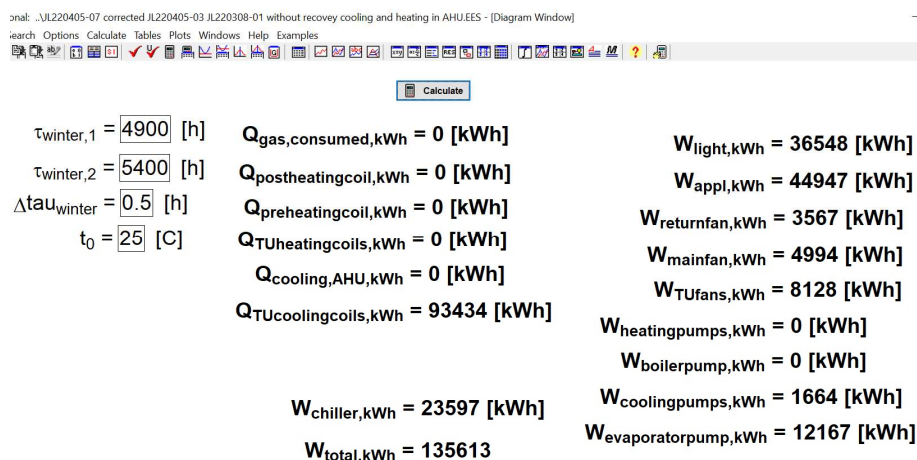 onal: ..\JL220405-07 corrected JL220405-03 JL220308-01 without recovey cooling and heating in AHU.EES - [Diagram Window]
Search Options Calculate Tables Plots Windows Help Examples
Calculate
τwinter,1 = 4900 [h]
τwinter,2 = 5400 [h]
Δtauwinter = 0.5 [h]
t0 = 25 [C]
Qgas,consumed,kWh = 0 [kWh]
Qpostheatingcoil,kWh = 0 [kWh]
Qpreheatingcoil,kWh = 0 [kWh]
QTUheatingcoils,kWh = 0 [kWh]
Qcooling,AHU,kWh = 0 [kWh]
QTUcoolingcoils,kWh = 93434 [kWh]
Wchiller,kWh = 23597 [kWh]
Wtotal,kWh = 135613
Wlight,kWh = 36548 [kWh]
Wappl,kWh = 44947 [kWh]
Wreturnfan,kWh = 3567 [kWh]
Wmainfan,kWh = 4994 [kWh]
WTUfans,kWh = 8128 [kWh]
Wheatingpumps,kWh = 0 [kWh]
Wboilerpump,kWh = 0 [kWh]
Wcoolingpumps,kWh = 1664 [kWh]
Wevaporatorpump,kWh = 12167 [kWh]